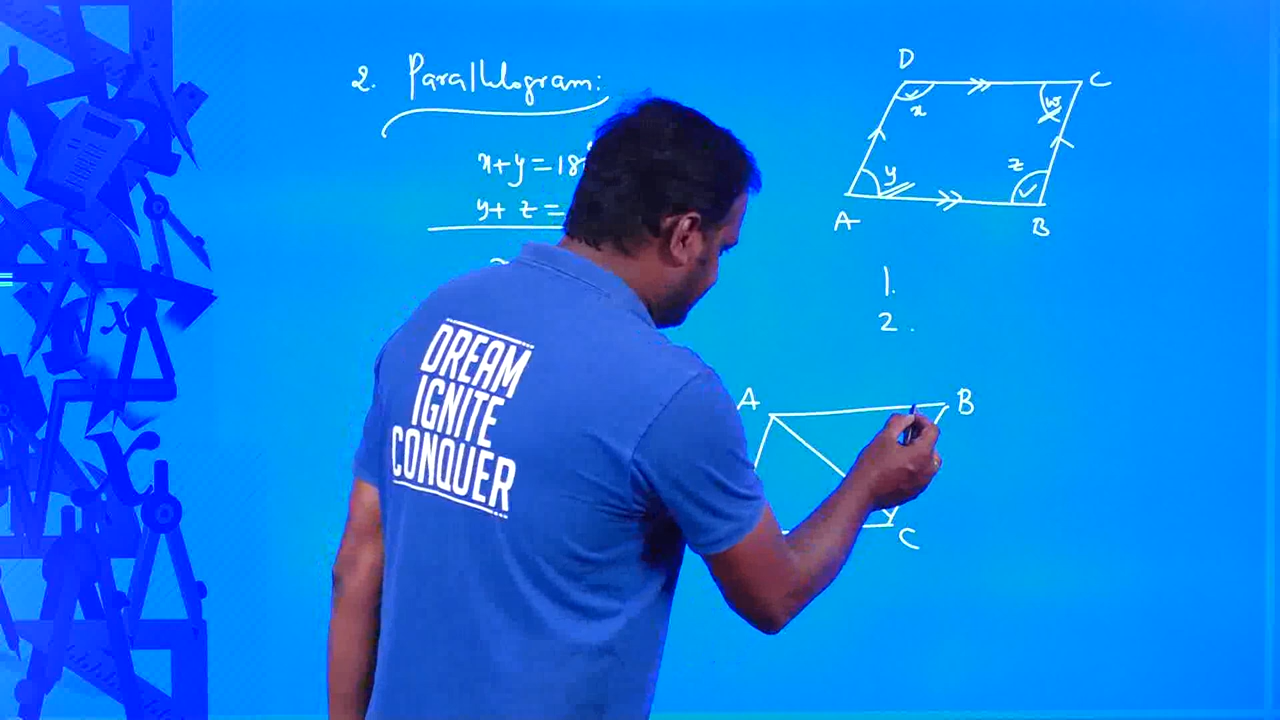 2. Parallelogram:
x+y=18
y+z=
D
C
x
w
y
z
A
B
1.
2.
A
B
C
DREAM
IGNITE
CONQUER
x
x